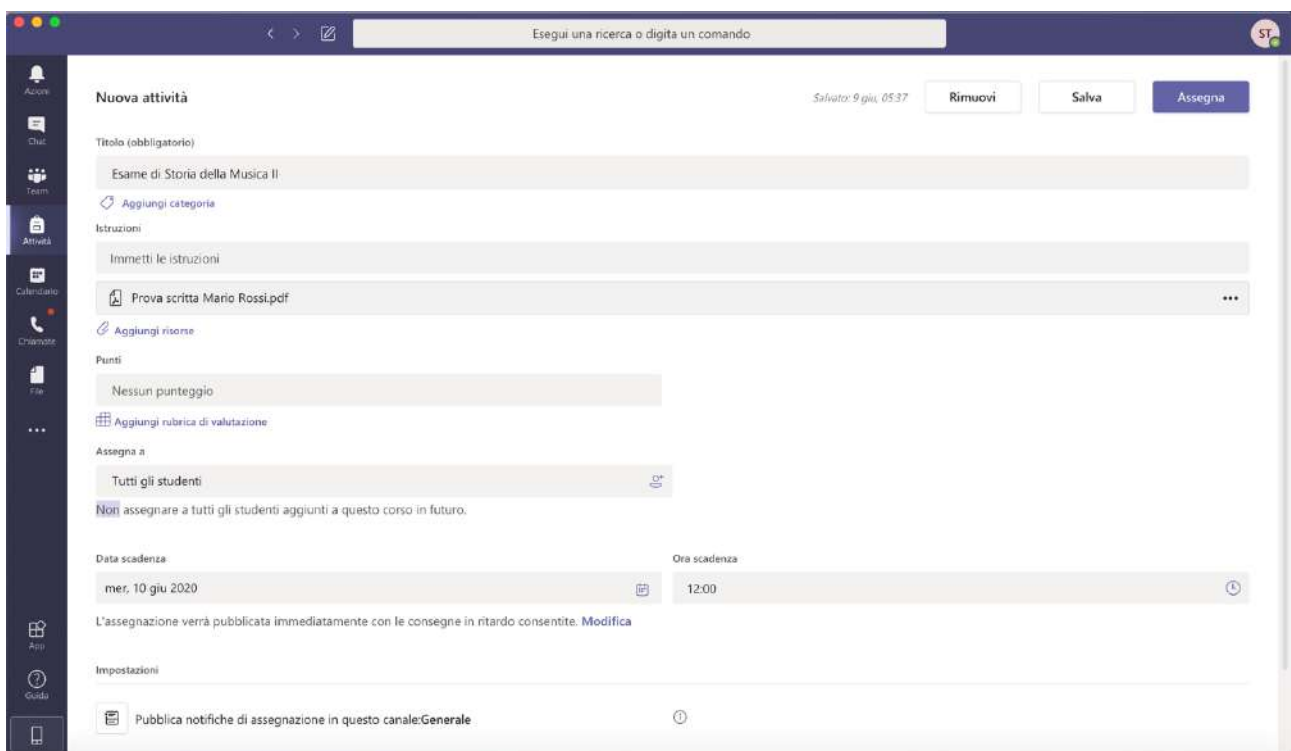 Esegui una ricerca o digita un comando
ST
Azioni
Chat
Team
Attività
Calendario
Chiamate
File
App
Guida
Nuova attività
Salvato: 9 giu, 05:37
Rimuovi
Salva
Assegna
Titolo (obbligatorio)
Esame di Storia della Musica II
Aggiungi categoria
Istruzioni
Immetti le istruzioni
Prova scritta Mario Rossi.pdf
Aggiungi risorse
Punti
Nessun punteggio
Aggiungi rubrica di valutazione
Assegna a
Tutti gli studenti
Non assegnare a tutti gli studenti aggiunti a questo corso in futuro.
Data scadenza
Ora scadenza
mer, 10 giu 2020
12:00
L'assegnazione verrà pubblicata immediatamente con le consegne in ritardo consentite. Modifica
Impostazioni
Pubblica notifiche di assegnazione in questo canale:Generale